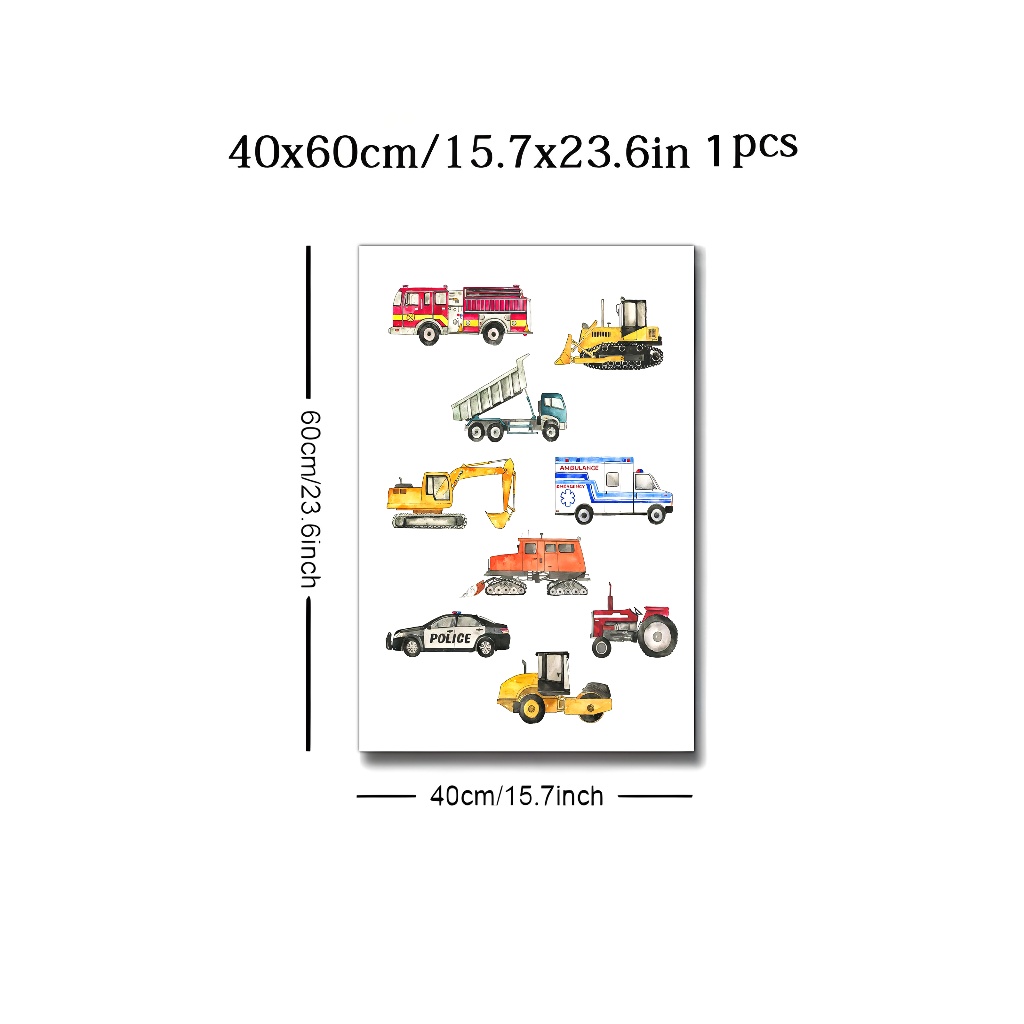 40x60cm/15.7x23.6in 1pcs
60cm/23.6inch
AMBULANCE
EMERGENCY
POLICE
40cm/15.7inch